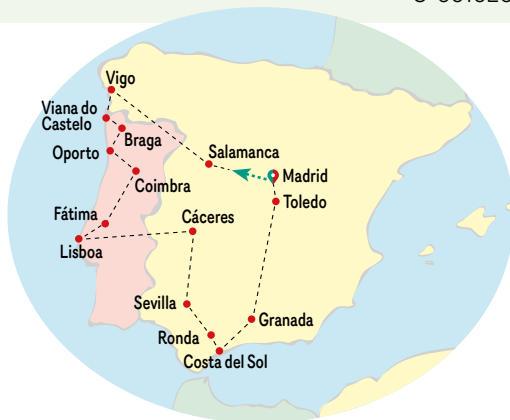 Vigo
Viana do
Castelo
Braga
Oporto
Salamanca
Madrid
Coimbra
Toledo
Fátima
Cáceres
Lisboa
Sevilla
Granada
Ronda
Costa del Sol